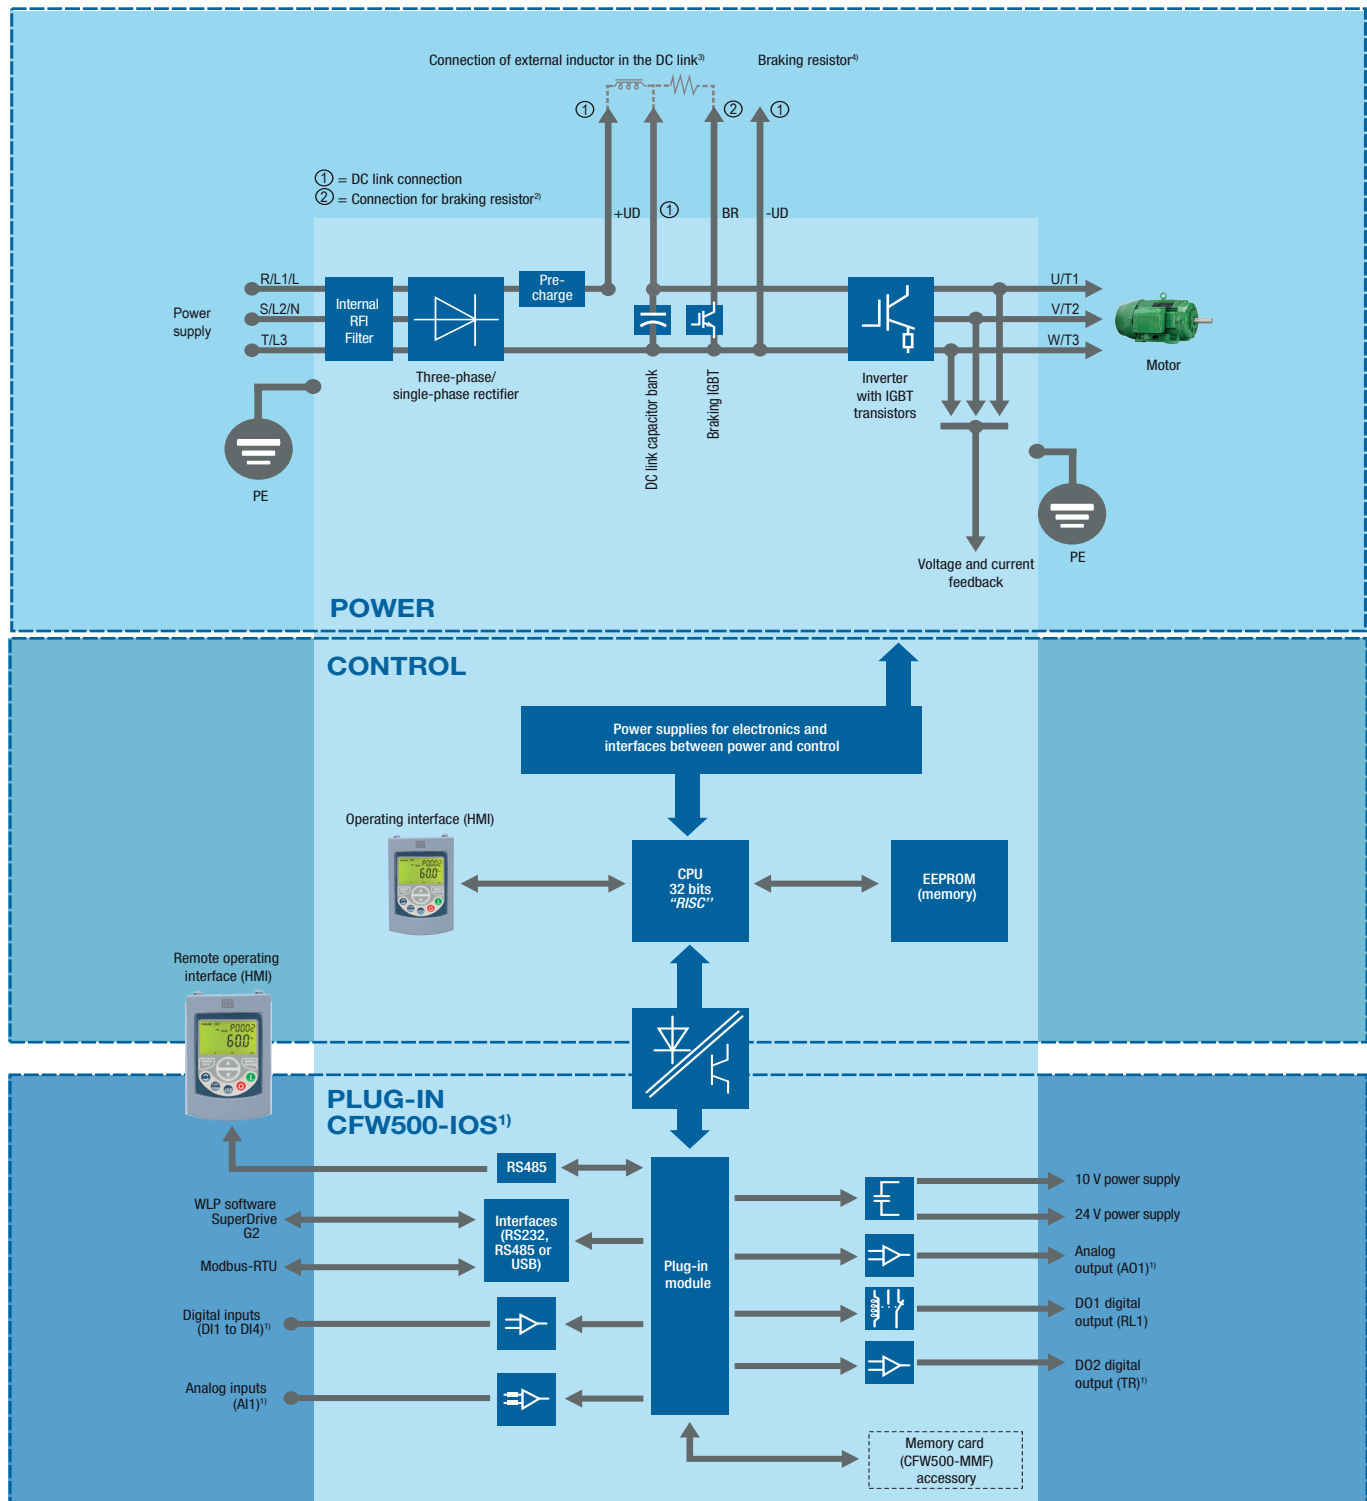 Connection of external inductor in the DC link3)
Braking resistor4)
1
2
1
1 = DC link connection
2 = Connection for braking resistor2)
+UD
1
BR
-UD
R/L1/L
S/L2/N
T/L3
Power
supply
Internal
RFI
Filter
Pre-
charge
Three-phase/
single-phase rectifier
DC link capacitor bank
Braking IGBT
Inverter
with IGBT
transistors
U/T1
V/T2
W/T3
Motor
PE
PE
Voltage and current
feedback
POWER
CONTROL
Power supplies for electronics and
interfaces between power and control
Operating interface (HMI)
P0002
60.0
CPU
32 bits
“RISC’’
EEPROM
(memory)
Remote operating
interface (HMI)
P0002
60.0
PLUG-IN
CFW500-IOS1)
RS485
WLP software
SuperDrive
G2
Modbus-RTU
Interfaces
(RS232,
RS485 or
USB)
Digital inputs
(DI1 to DI4)1)
Analog inputs
(AI1)1)
Plug-in
module
10 V power supply
24 V power supply
Analog
output (AO1)1)
DO1 digital
output (RL1)
DO2 digital
output (TR)1)
Memory card
(CFW500-MMF)
accessory